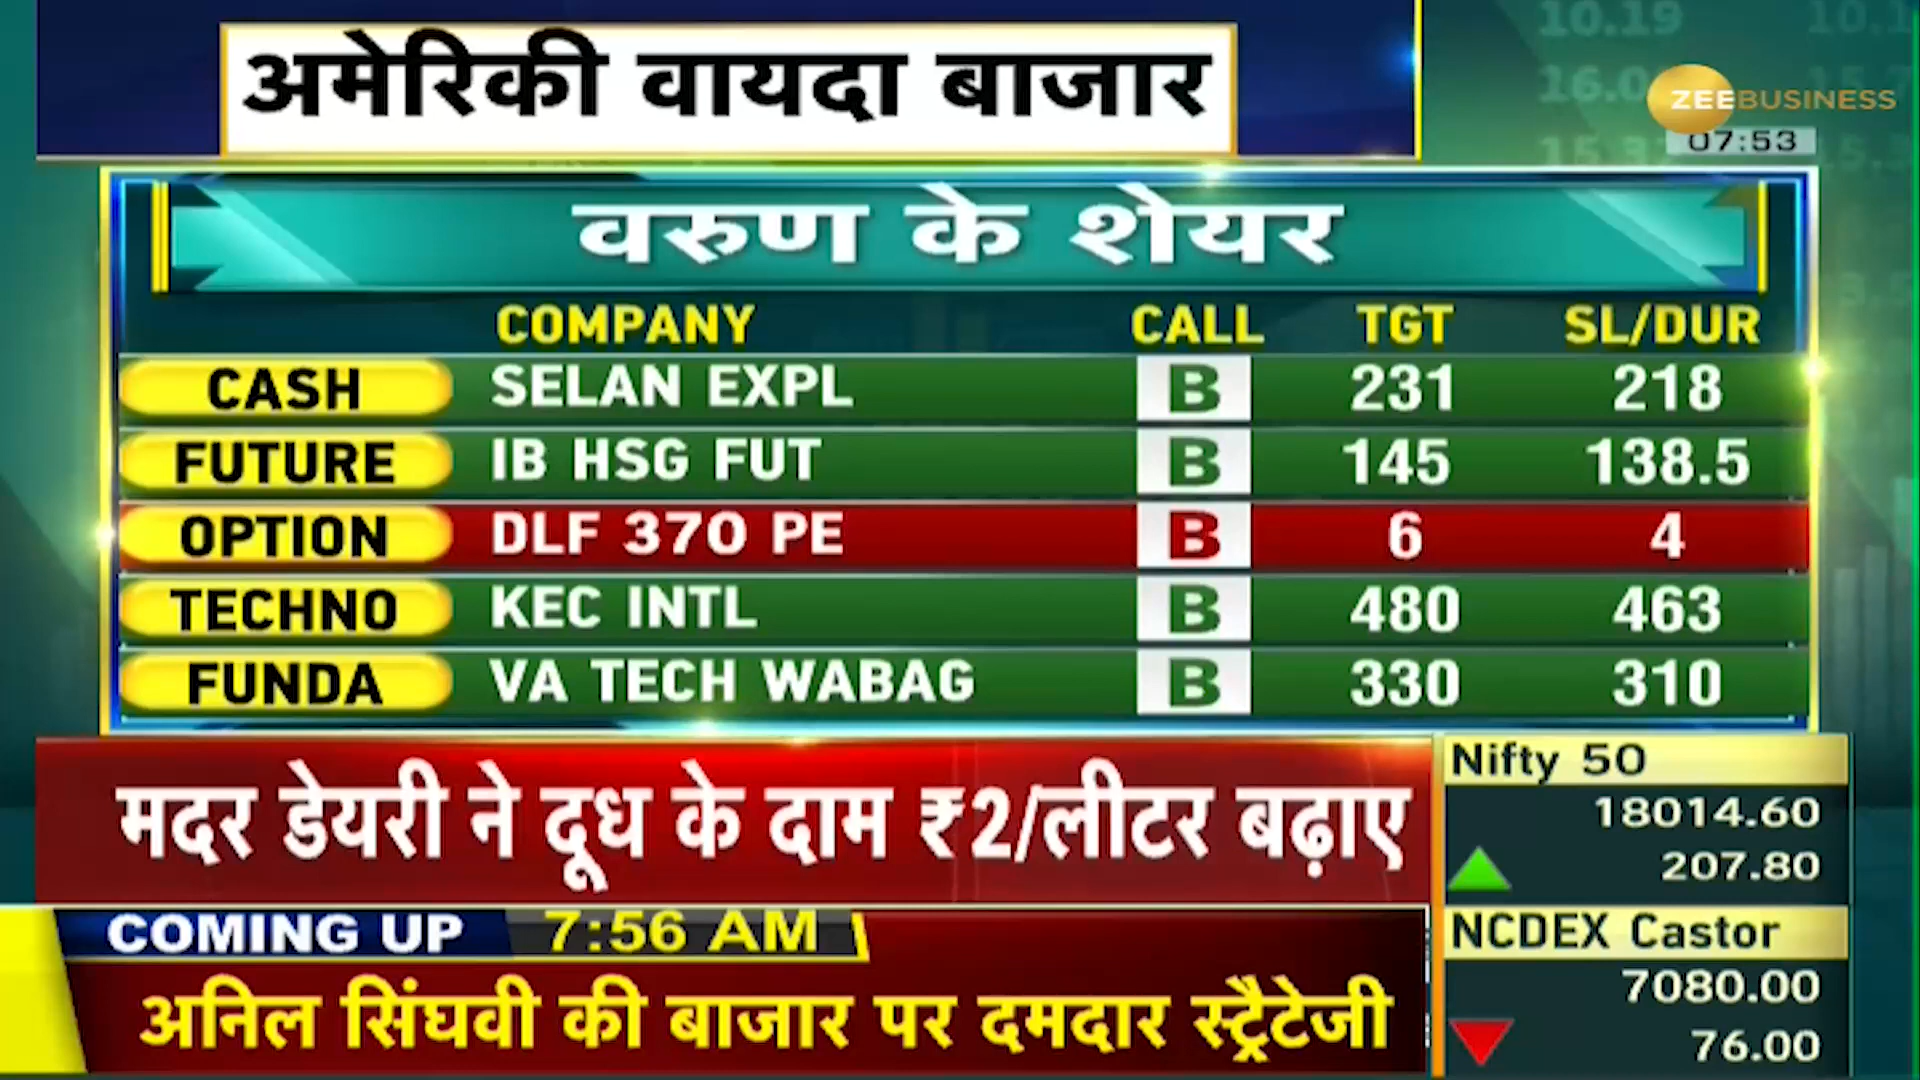 अमेरिकी वायदा बाजार
ZEEBUSINESS
07:53
वरुण के शेयर
COMPANY CALL TGT SL/DUR
CASH SELAN EXPL B 231 218
FUTURE IB HSG FUT B 145 138.5
OPTION DLF 370 PE B 6 4
TECHNO KEC INTL B 480 463
FUNDA VA TECH WABAG B 330 310
मदर डेयरी ने दूध के दाम ₹2/लीटर बढ़ाए
Nifty 50
18014.60
207.80
COMING UP 7:56 AM
अनिल सिंघवी की बाजार पर दमदार स्ट्रैटेजी
NCDEX Castor
7080.00
76.00